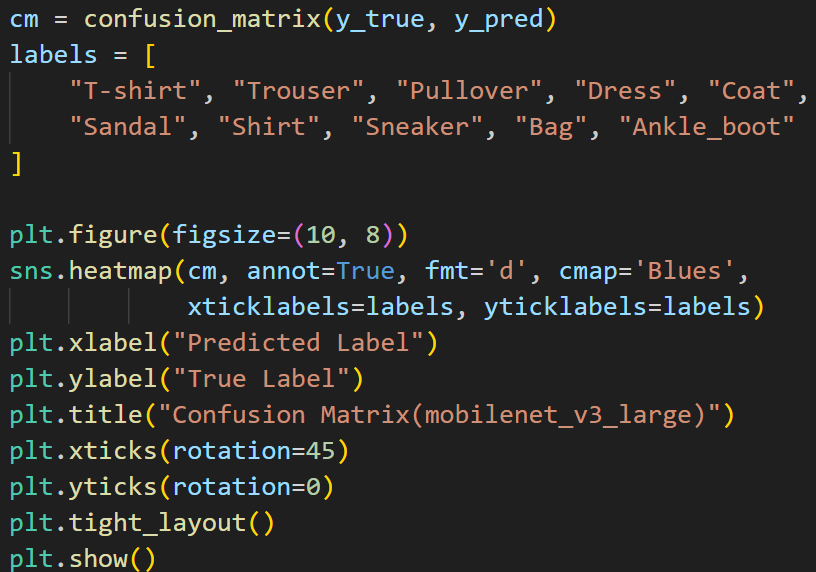 cm = confusion_matrix(y_true, y_pred)
labels = [
    "T-shirt", "Trouser", "Pullover", "Dress", "Coat",
    "Sandal", "Shirt", "Sneaker", "Bag", "Ankle_boot"
]

plt.figure(figsize=(10, 8))
sns.heatmap(cm, annot=True, fmt='d', cmap='Blues',
            xticklabels=labels, yticklabels=labels)
plt.xlabel("Predicted Label")
plt.ylabel("True Label")
plt.title("Confusion Matrix(mobilenet_v3_large)")
plt.xticks(rotation=45)
plt.yticks(rotation=0)
plt.tight_layout()
plt.show()